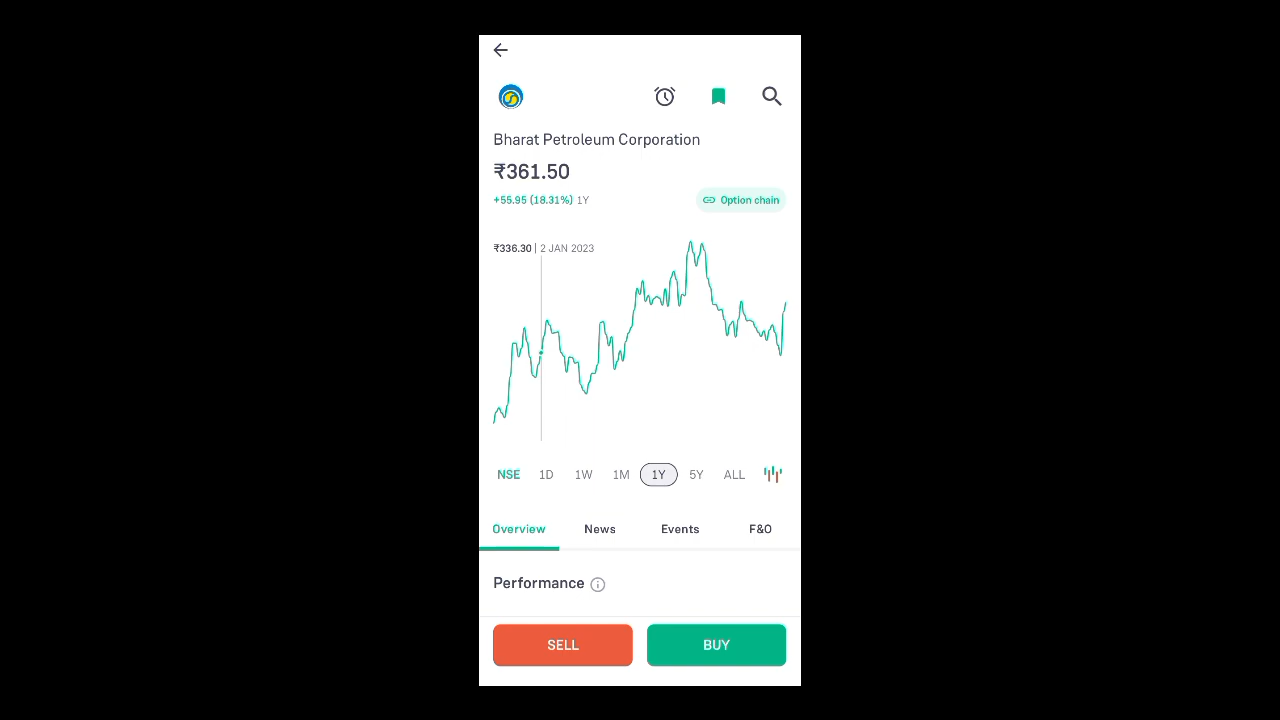 Bharat Petroleum Corporation
₹361.50
+55.95 (18.31%) 1Y
Option chain
₹336.30 | 2 JAN 2023
NSE 1D 1W 1M 1Y 5Y ALL
Overview News Events F&O
Performance
SELL BUY